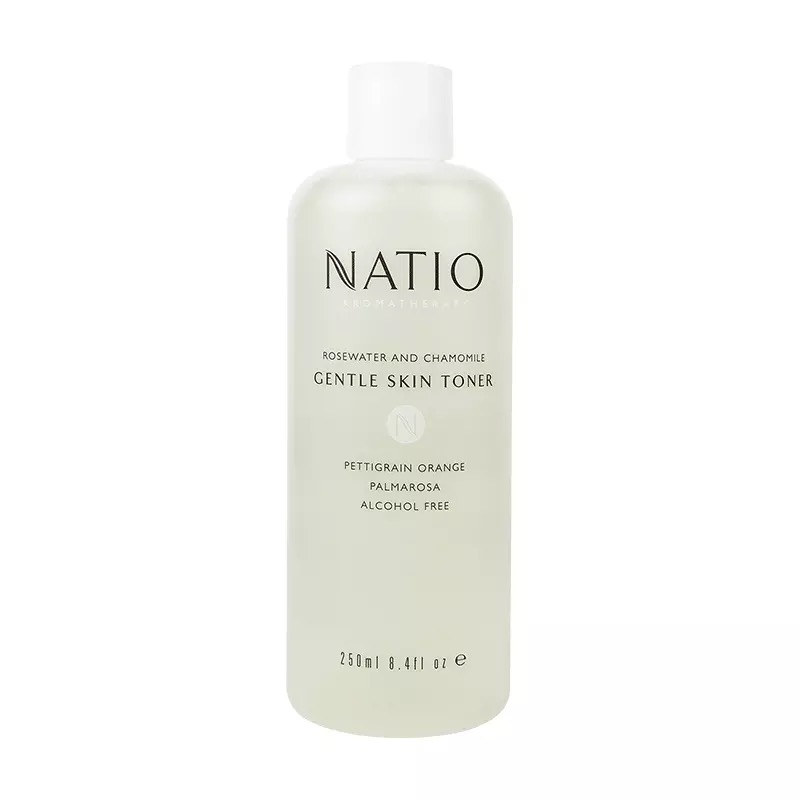 NATIO
AROMATHERAPY
ROSEWATER AND CHAMOMILE
GENTLE SKIN TONER
N
PETTIGRAIN ORANGE
PALMAROSA
ALCOHOL FREE
250ml 8.4fl oz ℮